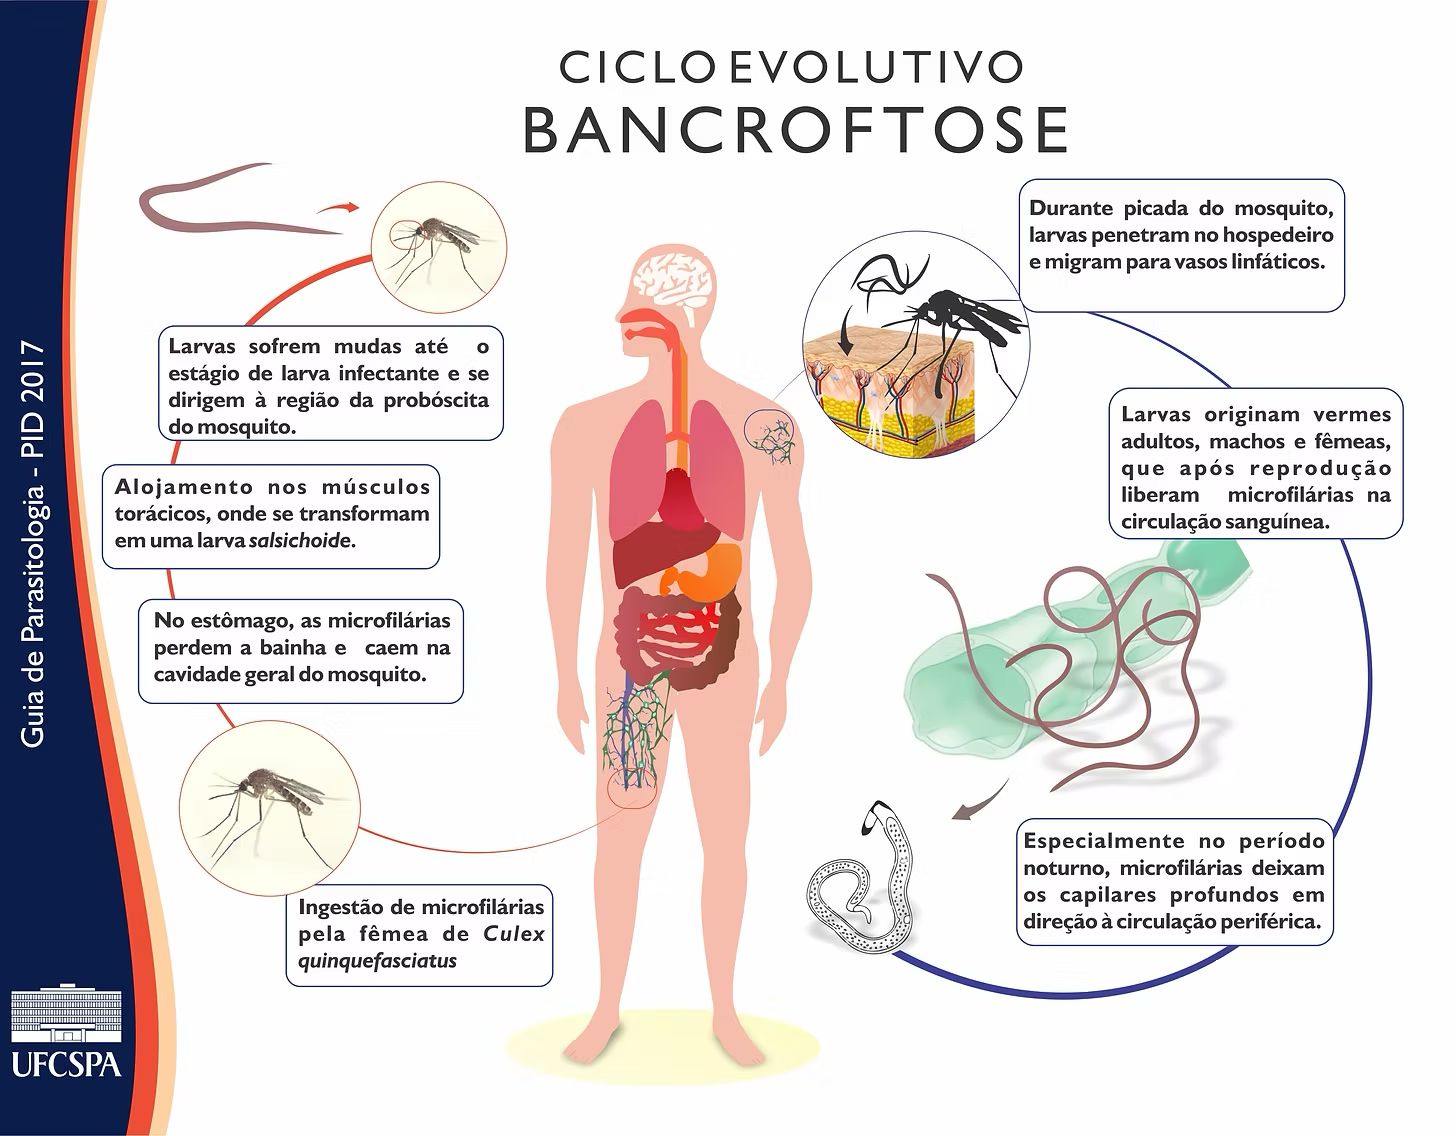 CICLO EVOLUTIVO
BANCROFTOSE
Durante picada do mosquito,
larvas penetram no hospedeiro
e migram para vasos linfáticos.
Larvas originam vermes
adultos, machos e fêmeas,
que após reprodução
liberam microfilárias na
circulação sanguínea.
Especialmente no período
noturno, microfilárias deixam
os capilares profundos em
direção à circulação periférica.
Ingestão de microfilárias
pela fêmea de Culex
quinquefasciatus
No estômago, as microfilárias
perdem a bainha e caem na
cavidade geral do mosquito.
Alojamento nos músculos
torácicos, onde se transformam
em uma larva salsichoide.
Larvas sofrem mudas até o
estágio de larva infectante e se
dirigem à região da probóscita
do mosquito.
Guia de Parasitologia - PID 2017
UFCSPA